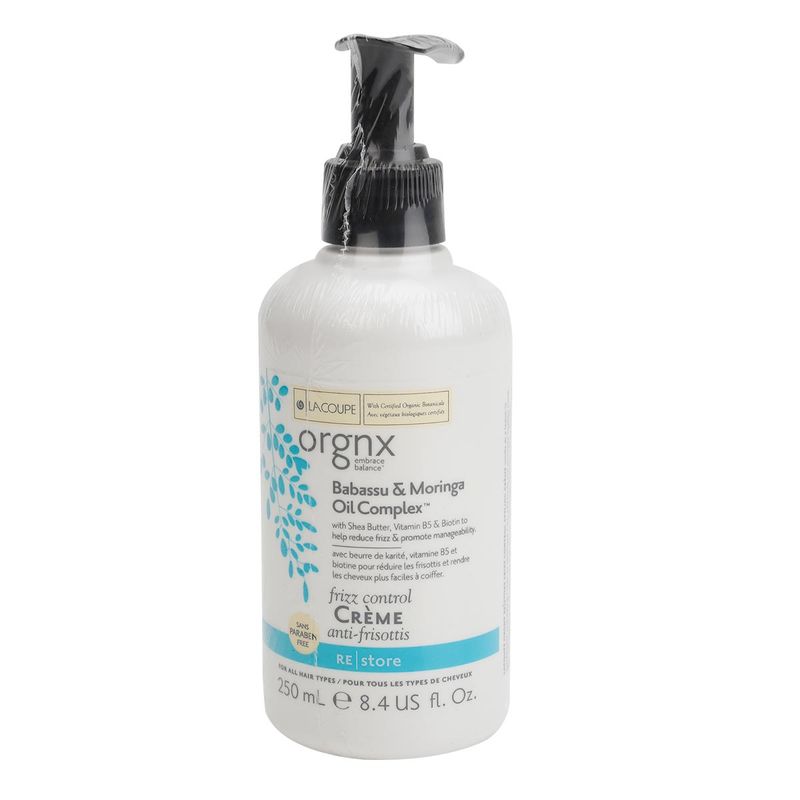 LACOUPE
With Certified Organic Botanicals
Avec végétaux biologiques certifiés
orgnx
embrace
balance™
Babassu & Moringa
Oil Complex™
with Shea Butter, Vitamin B5 & Biotin to
help reduce frizz & promote manageability.
avec beurre de karité, vitamine B5 et
biotine pour réduire les frisottis et rendre
les cheveux plus faciles à coiffer.
frizz control
CRÈME
anti-frisottis
SANS
PARABEN
FREE
RE|store
FOR ALL HAIR TYPES / POUR TOUS LES TYPES DE CHEVEUX
250 mL ℮ 8.4 US fl. Oz.